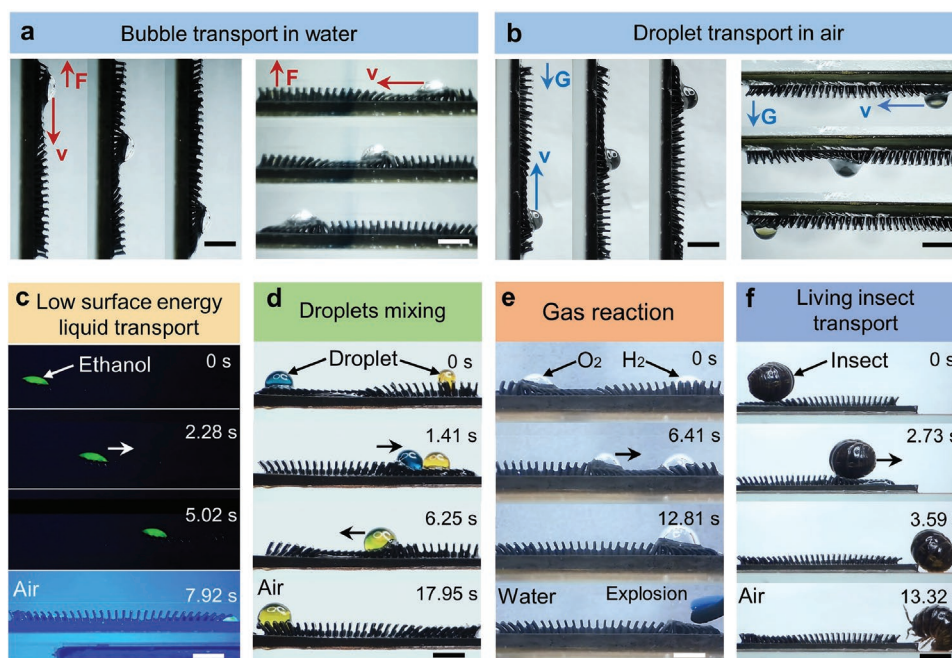 a Bubble transport in water
F
v
F
v
b Droplet transport in air
G
v
G
v
c Low surface energy
liquid transport
Ethanol
0 s
2.28 s
5.02 s
Air
7.92 s
d Droplets mixing
Droplet
0 s
1.41 s
6.25 s
Air
17.95 s
e Gas reaction
O2
H2
0 s
6.41 s
12.81 s
Water
Explosion
f Living insect
transport
Insect
0 s
2.73 s
3.59
Air
13.32